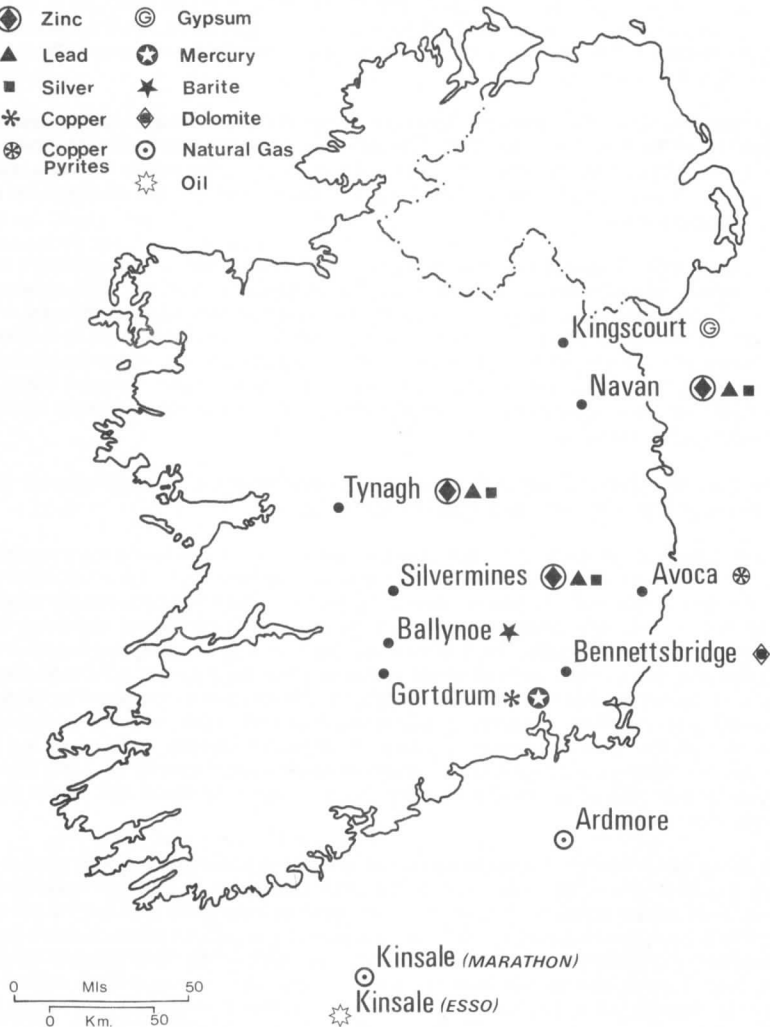 Zinc
Gypsum
Lead
Mercury
Silver
Barite
Copper
Dolomite
Copper
Pyrites
Natural Gas
Oil
Kingscourt
G
Navan
Tynagh
Silvermines
Avoca
Ballynoe
Bennettsbridge
Gortdrum
Ardmore
Kinsale (MARATHON)
Kinsale (ESSO)
0 Mls 50
0 Km. 50